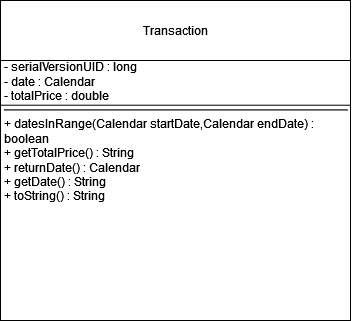 Transaction
- serialVersionUID : long
- date : Calendar
- totalPrice : double
+ datesInRange(Calendar startDate,Calendar endDate) :
boolean
+ getTotalPrice() : String
+ returnDate() : Calendar
+ getDate() : String
+ toString() : String